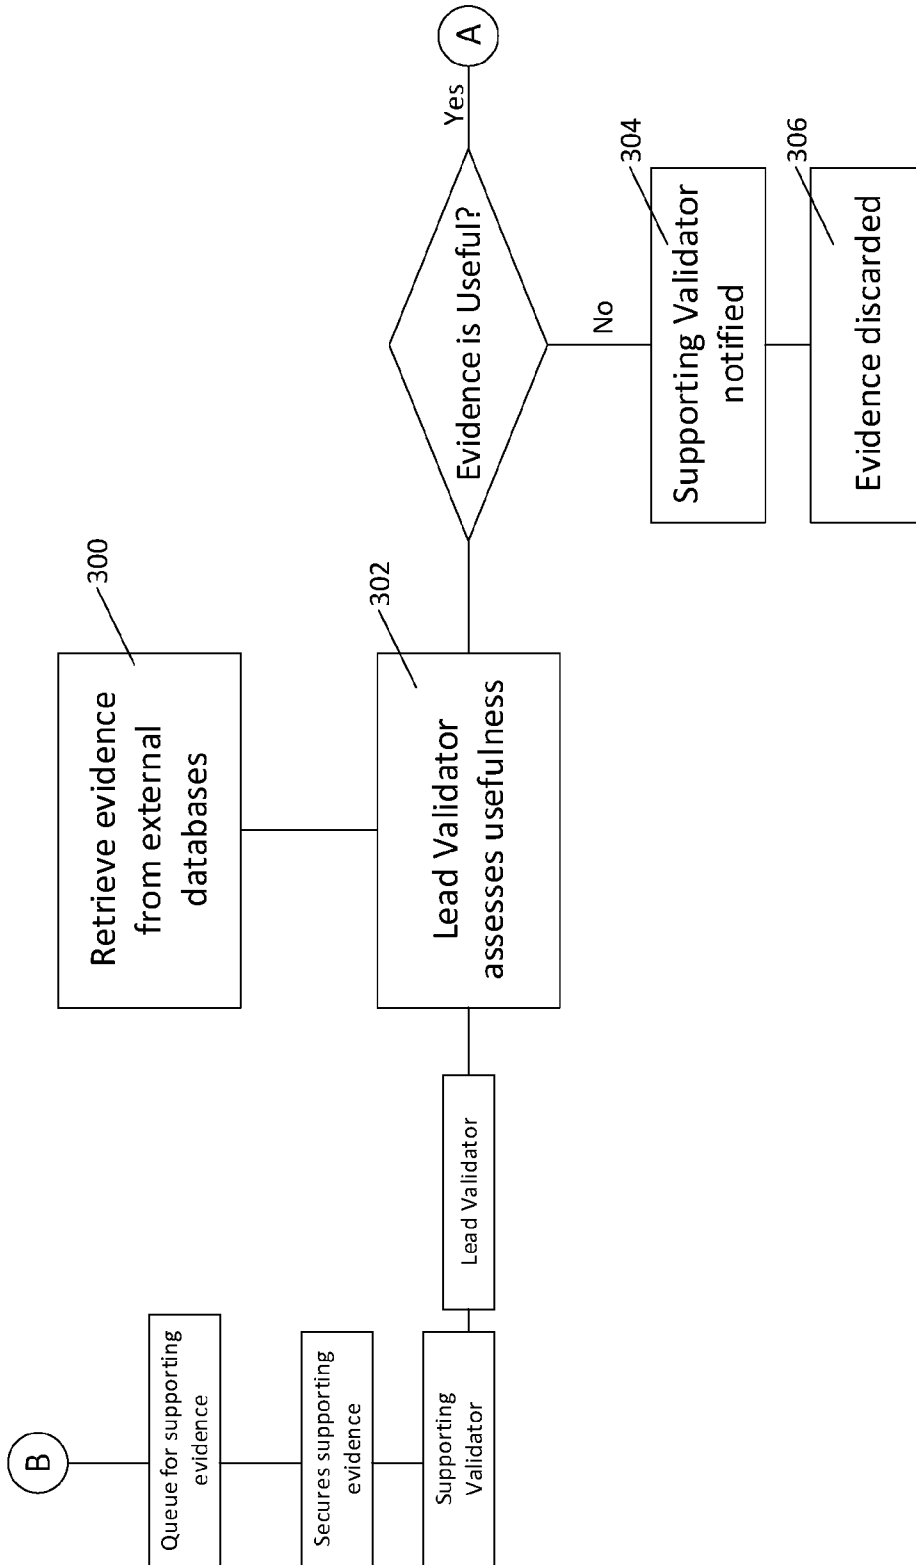 B
Queue for supporting
evidence
Secures supporting
evidence
Supporting
Validator
Lead Validator
300
Retrieve evidence
from external
databases
302
Lead Validator
assesses usefulness
Evidence is Useful?
Yes
A
No
304
Supporting Validator
notified
306
Evidence discarded